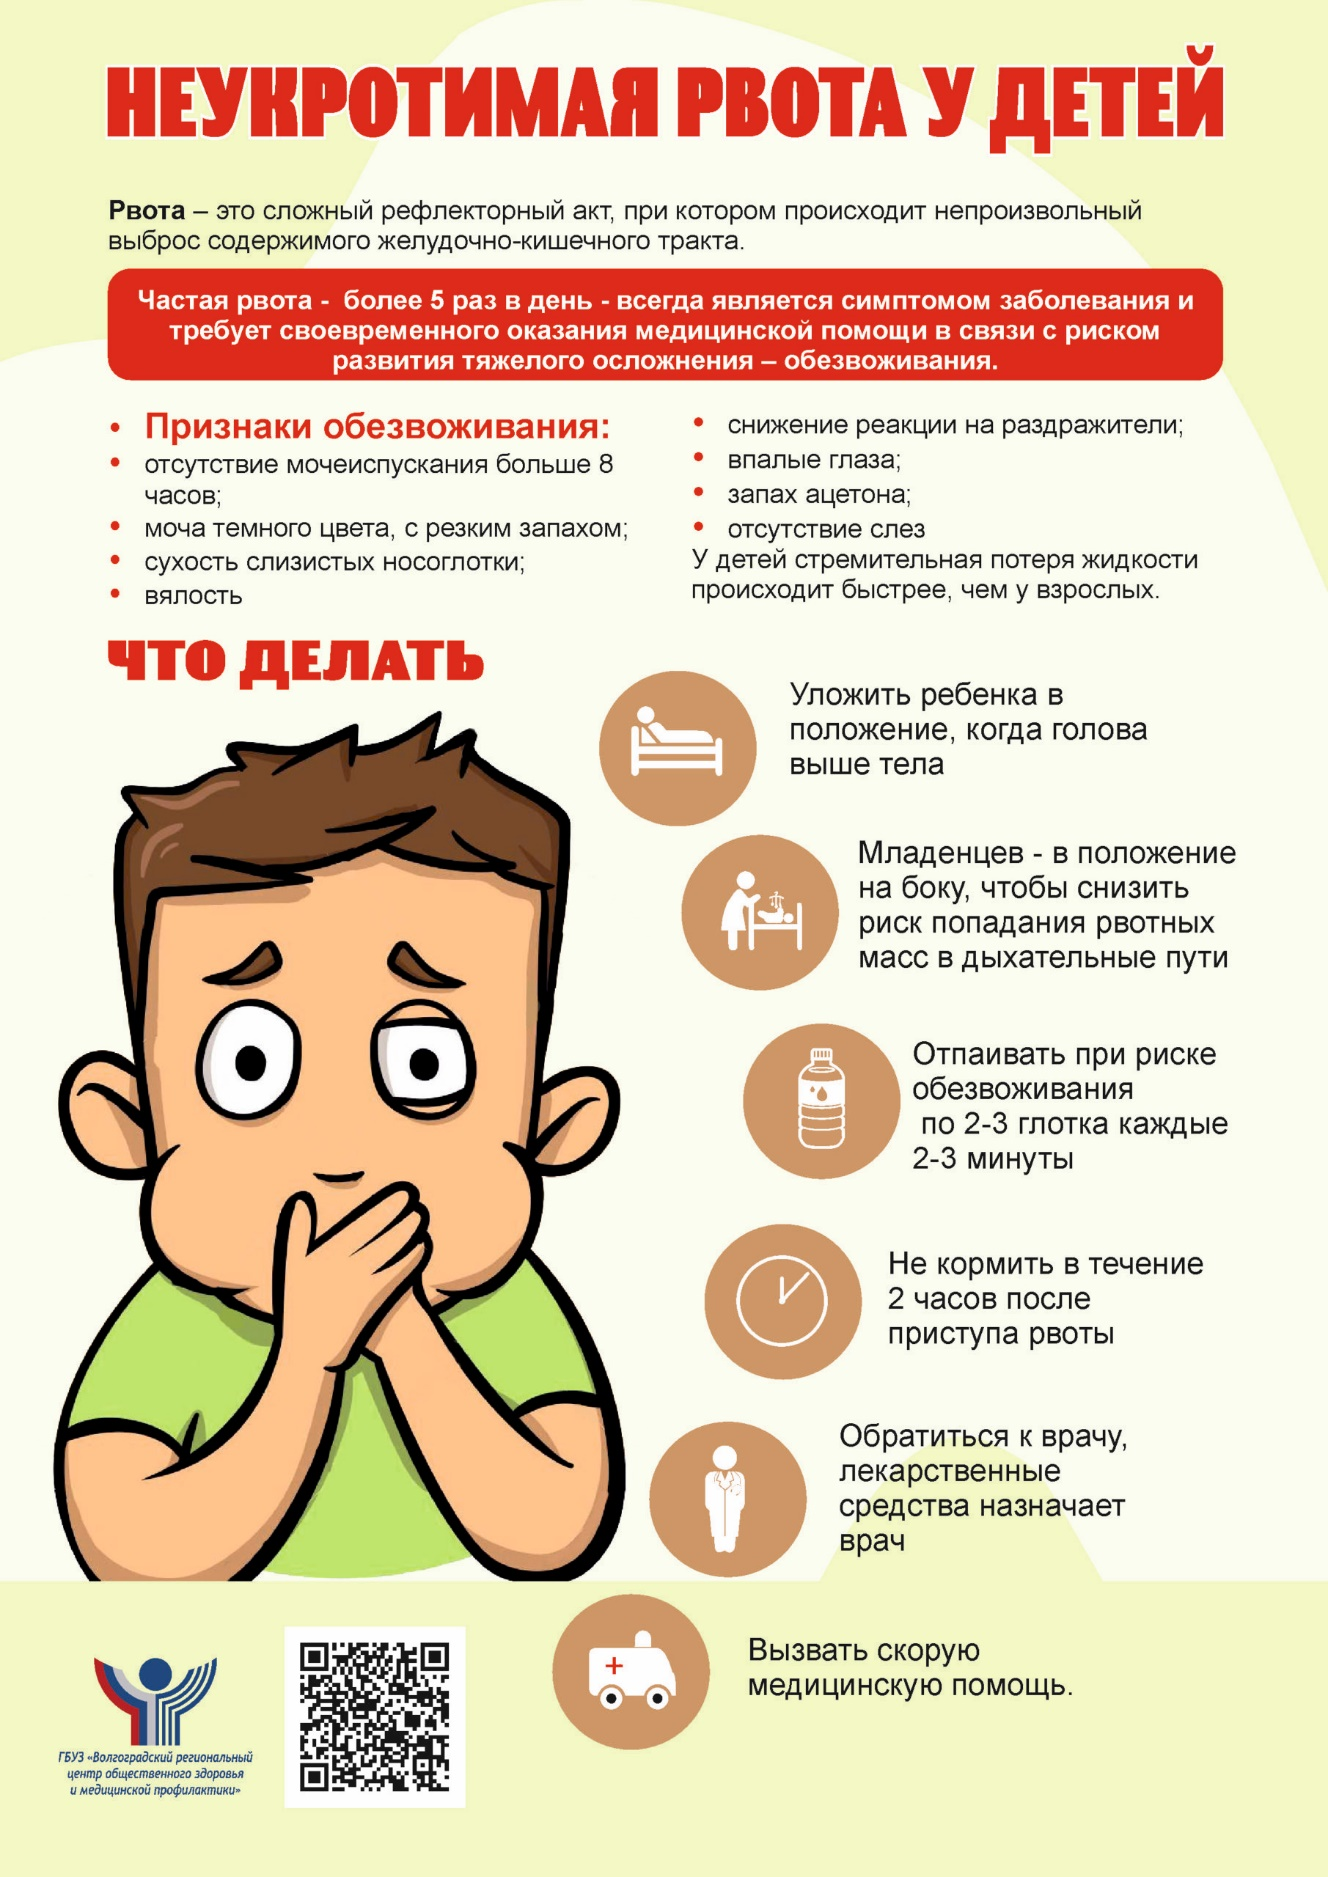 НЕУКРОТИМАЯ РВОТА У ДЕТЕЙ
Рвота – это сложный рефлекторный акт, при котором происходит непроизвольный
выброс содержимого желудочно-кишечного тракта.
Частая рвота - более 5 раз в день - всегда является симптомом заболевания и
требует своевременного оказания медицинской помощи в связи с риском
развития тяжелого осложнения – обезвоживания.
• Признаки обезвоживания:
• отсутствие мочеиспускания больше 8
часов;
• моча темного цвета, с резким запахом;
• сухость слизистых носоглотки;
• вялость
• снижение реакции на раздражители;
• впалые глаза;
• запах ацетона;
• отсутствие слез
У детей стремительная потеря жидкости
происходит быстрее, чем у взрослых.
ЧТО ДЕЛАТЬ
Уложить ребенка в
положение, когда голова
выше тела
Младенцев - в положение
на боку, чтобы снизить
риск попадания рвотных
масс в дыхательные пути
Отпаивать при риске
обезвоживания
по 2-3 глотка каждые
2-3 минуты
Не кормить в течение
2 часов после
приступа рвоты
Обратиться к врачу,
лекарственные
средства назначает
врач
Вызвать скорую
медицинскую помощь.
ГБУЗ «Волгоградский региональный
центр общественного здоровья
и медицинской профилактики»